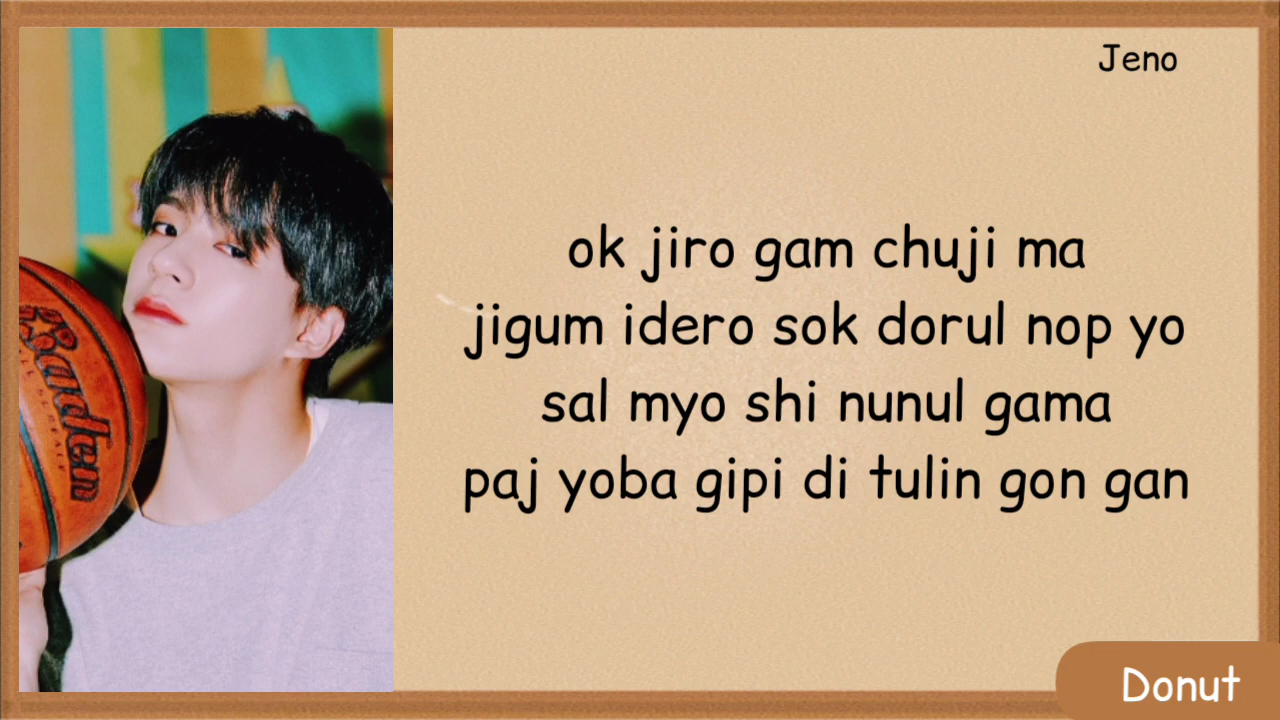 Jeno
ok jiro gam chuji ma
jigum idero sok dorul nop yo
sal myo shi nunul gama
paj yoba gipi di tulin gon gan
Donut